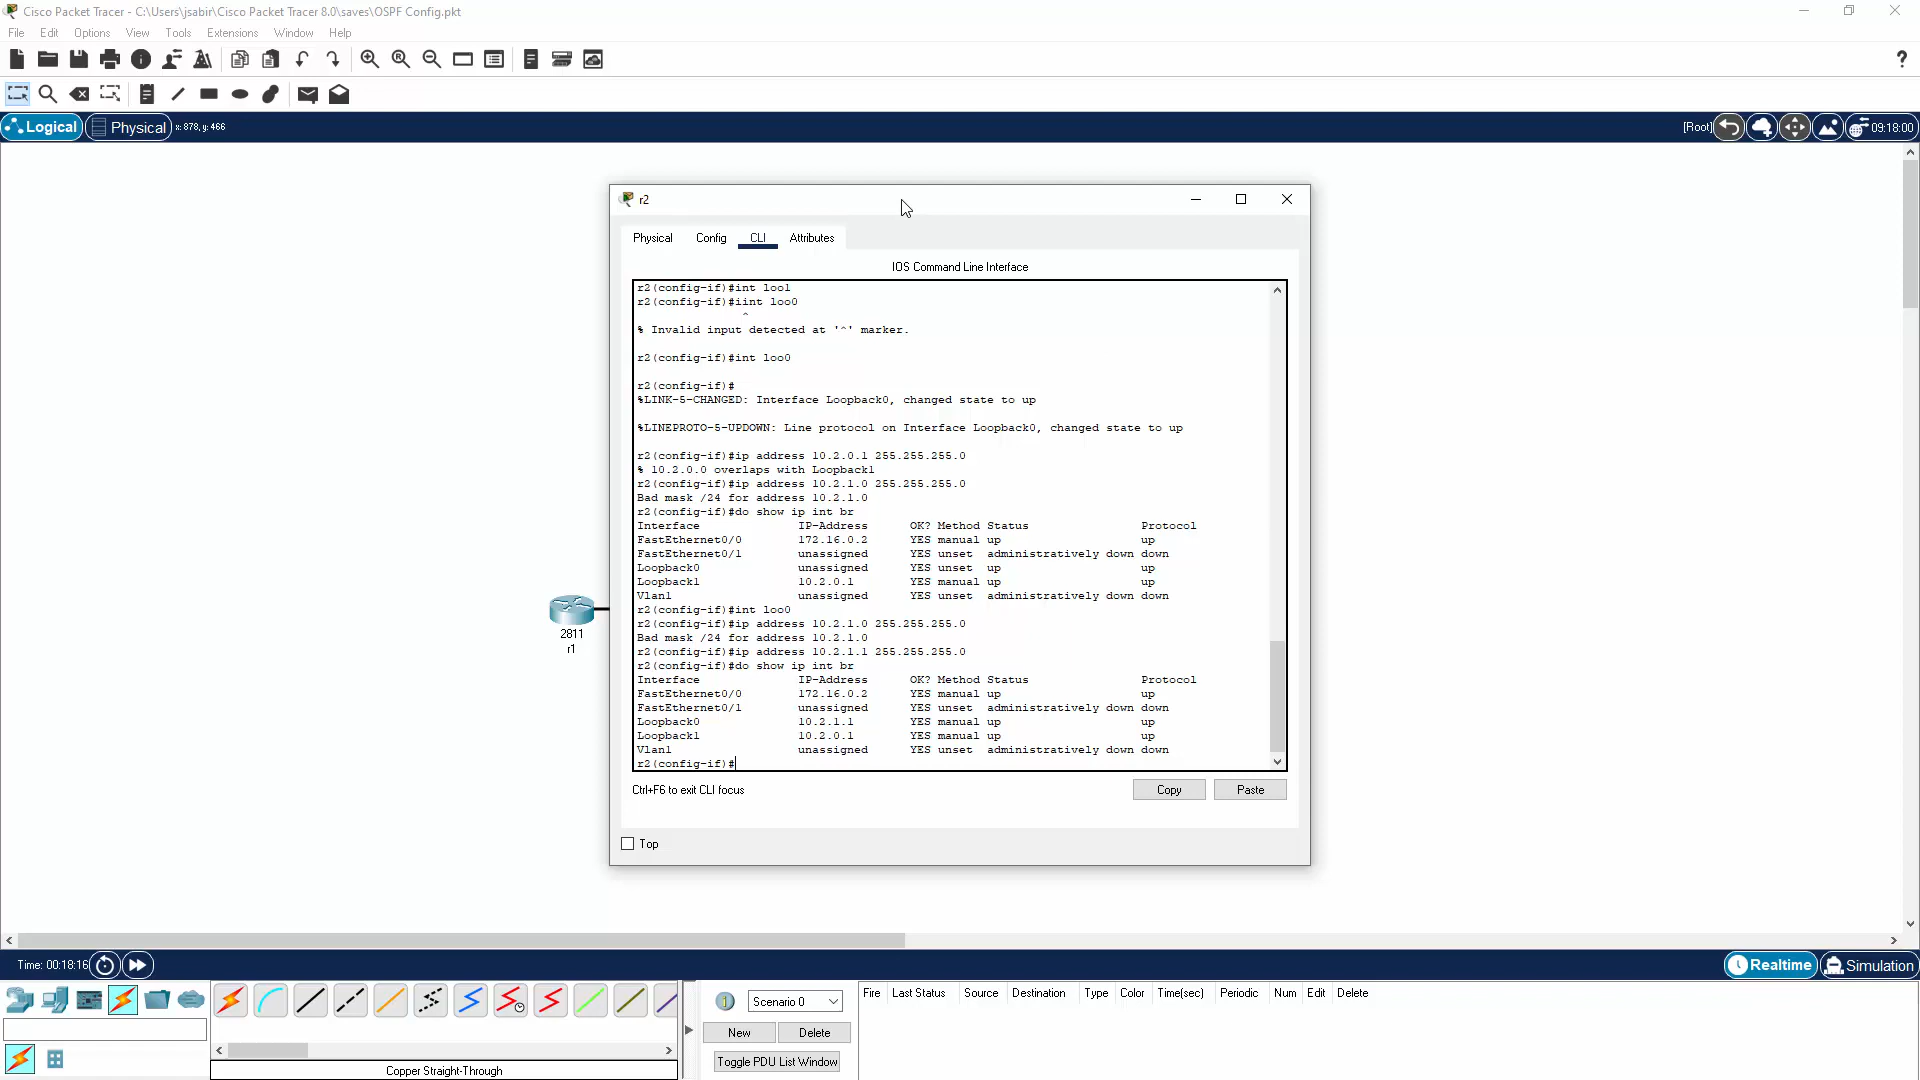 Cisco Packet Tracer - C:\Users\jsabir\Cisco Packet Tracer 8.0\saves\OSPF Config.pkt
File Edit Options View Tools Extensions Window Help
Logical Physical x: 878, y: 466 [Root] 09:18:00
r2
Physical Config CLI Attributes
IOS Command Line Interface
r2(config-if)#int loo1
r2(config-if)#iint loo0
^
% Invalid input detected at '^' marker.
r2(config-if)#int loo0
r2(config-if)#
%LINK-5-CHANGED: Interface Loopback0, changed state to up
%LINEPROTO-5-UPDOWN: Line protocol on Interface Loopback0, changed state to up
r2(config-if)#ip address 10.2.0.1 255.255.255.0
% 10.2.0.0 overlaps with Loopback1
r2(config-if)#ip address 10.2.1.0 255.255.255.0
Bad mask /24 for address 10.2.1.0
r2(config-if)#do show ip int br
Interface IP-Address OK? Method Status Protocol
FastEthernet0/0 172.16.0.2 YES manual up up
FastEthernet0/1 unassigned YES unset administratively down down
Loopback0 unassigned YES unset up up
Loopback1 10.2.0.1 YES manual up up
Vlan1 unassigned YES unset administratively down down
r2(config-if)#int loo0
r2(config-if)#ip address 10.2.1.0 255.255.255.0
Bad mask /24 for address 10.2.1.0
r2(config-if)#ip address 10.2.1.1 255.255.255.0
r2(config-if)#do show ip int br
Interface IP-Address OK? Method Status Protocol
FastEthernet0/0 172.16.0.2 YES manual up up
FastEthernet0/1 unassigned YES unset administratively down down
Loopback0 10.2.1.1 YES manual up up
Loopback1 10.2.0.1 YES manual up up
Vlan1 unassigned YES unset administratively down down
r2(config-if)#
Ctrl+F6 to exit CLI focus Copy Paste
Top
2811
r1
Time: 00:18:16 Realtime Simulation
Scenario 0 Fire Last Status Source Destination Type Color Time(sec) Periodic Num Edit Delete
New Delete
Toggle PDU List Window
Copper Straight-Through